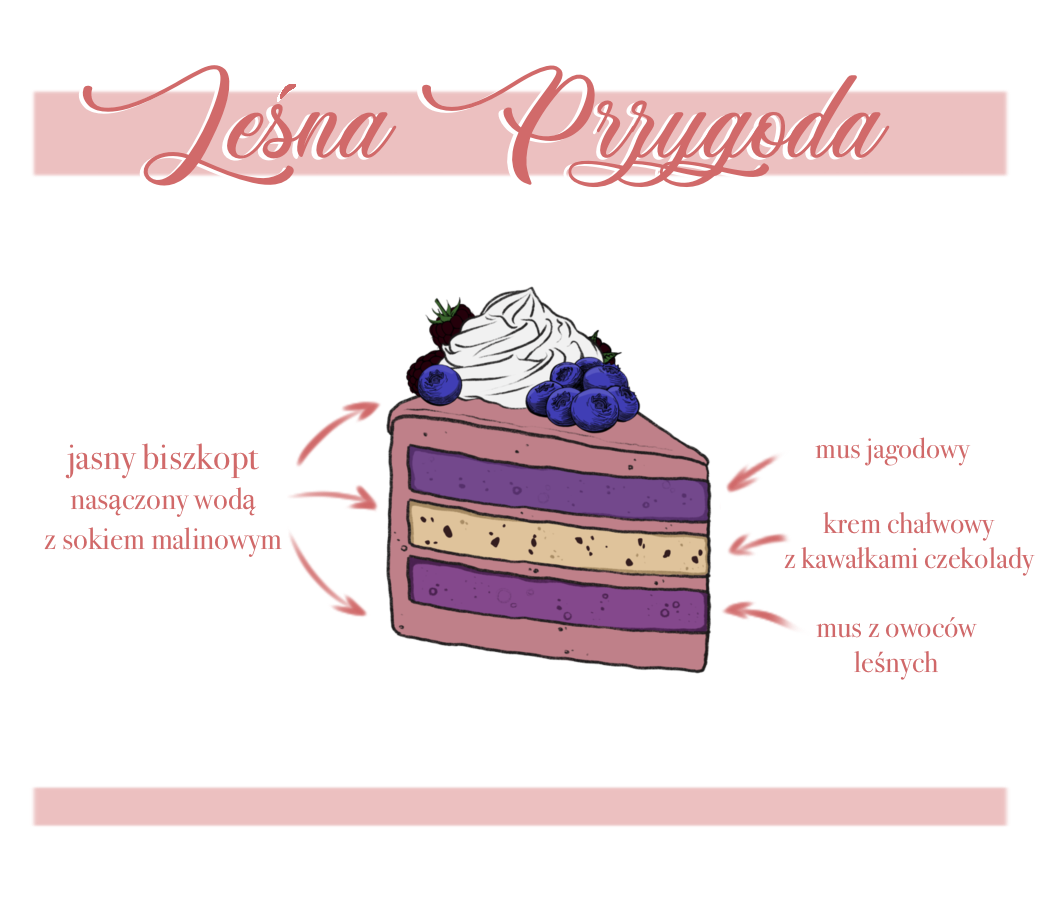 Leśna Przygoda
jasny biszkopt
nasączony wodą
z sokiem malinowym
mus jagodowy
krem chałwowy
z kawałkami czekolady
mus z owoców
leśnych